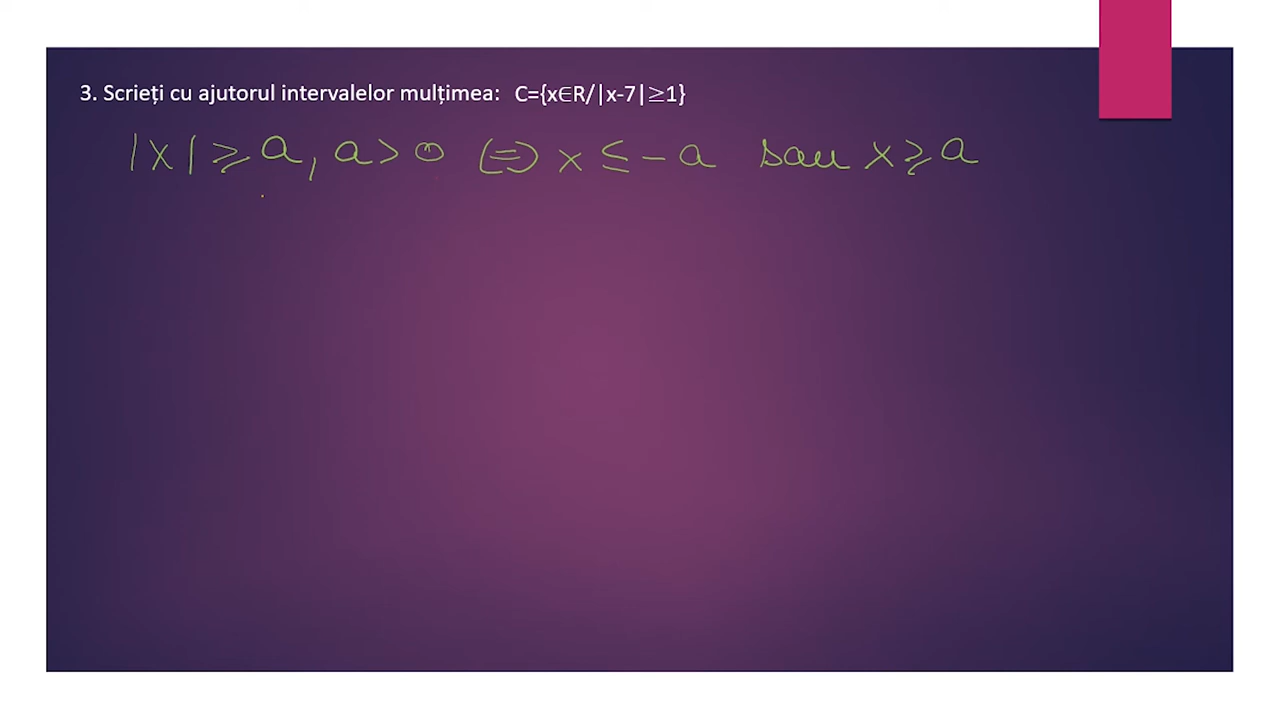 3. Scrieți cu ajutorul intervalelor mulțimea: C={x∈R/|x-7|≥1}
|x| ⩾ a, a > 0 (=) x ≤ - a sau x ⩾ a